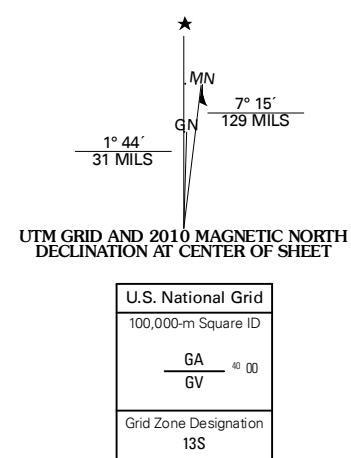 MN
7° 15´
129 MILS
GN
1° 44´
31 MILS
UTM GRID AND 2010 MAGNETIC NORTH
DECLINATION AT CENTER OF SHEET
U.S. National Grid
100,000-m Square ID
GA
40 00
GV
Grid Zone Designation
13S